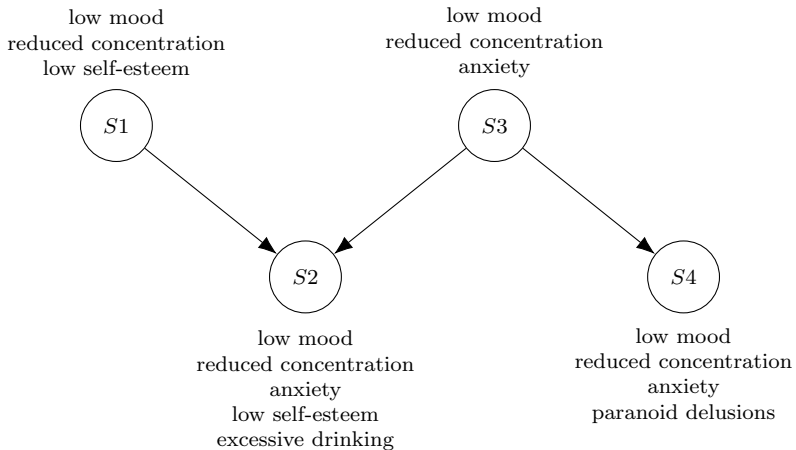 low mood
reduced concentration
low self-esteem
S1
low mood
reduced concentration
anxiety
S3
S2
low mood
reduced concentration
anxiety
low self-esteem
excessive drinking
S4
low mood
reduced concentration
anxiety
paranoid delusions